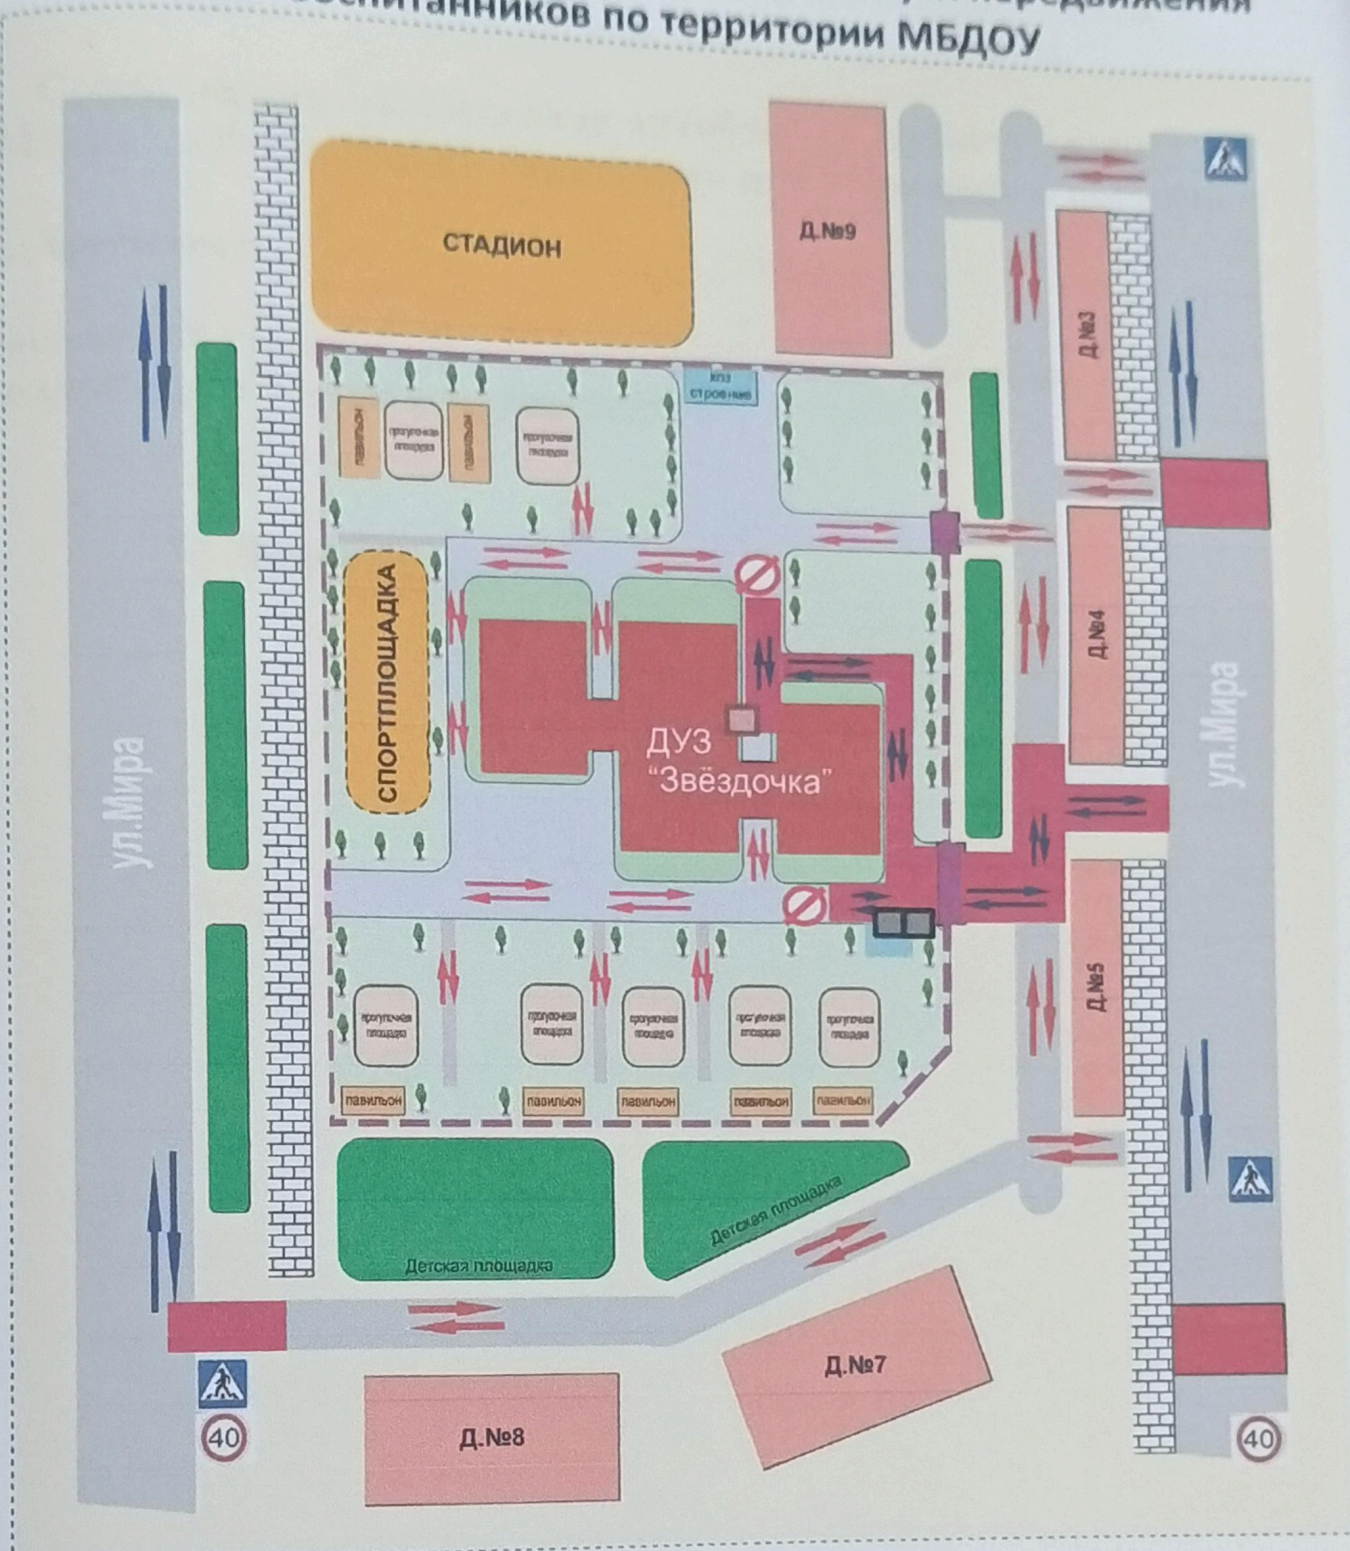 по территории МБДОУ
СТАДИОН
Д.№9
Д.№3
хоз
строение
павильон
прогулочная
площадка
павильон
прогулочная
площадка
СПОРТПЛОЩАДКА
Д.№4
ул.Мира
ул.Мира
ДУЗ
"Звёздочка"
Д.№5
прогулочная
площадка
прогулочная
площадка
прогулочная
площадка
прогулочная
площадка
прогулочная
площадка
павильон
павильон
павильон
павильон
павильон
Детская площадка
Детская площадка
Д.№7
Д.№8
40
40